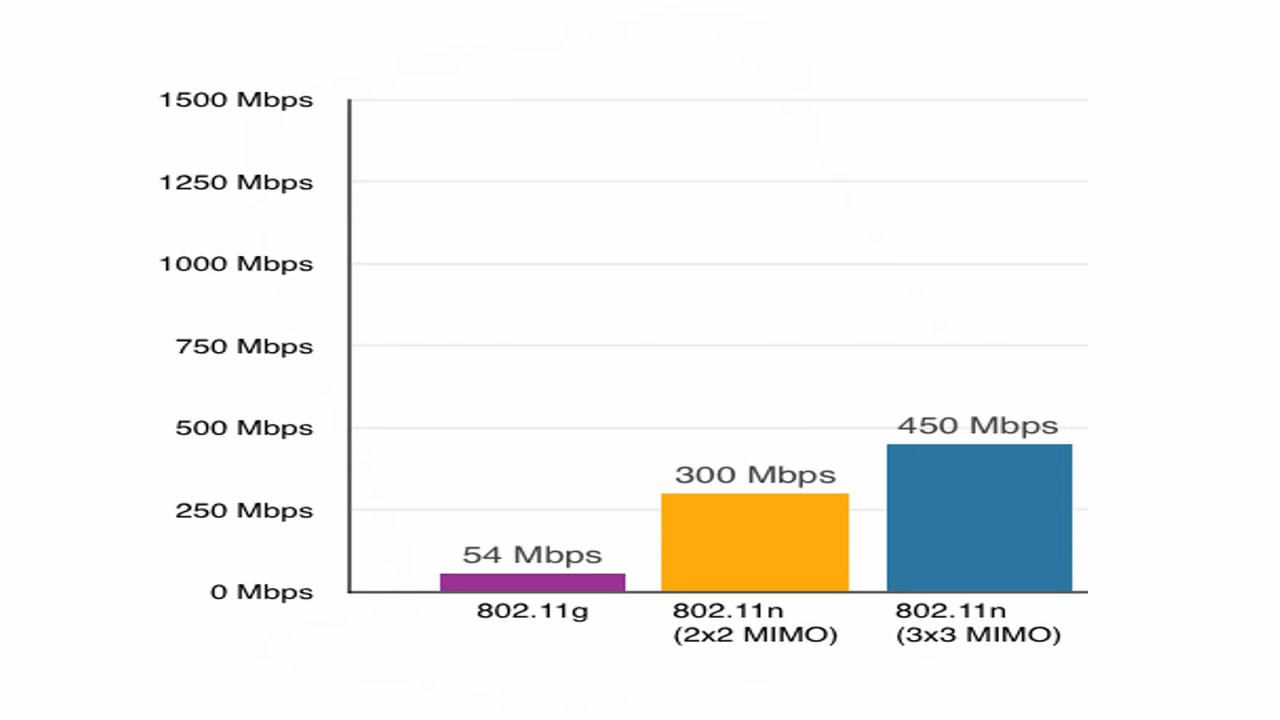 1500 Mbps
1250 Mbps
1000 Mbps
750 Mbps
500 Mbps
250 Mbps
0 Mbps
54 Mbps
300 Mbps
450 Mbps
802.11g
802.11n
(2x2 MIMO)
802.11n
(3x3 MIMO)